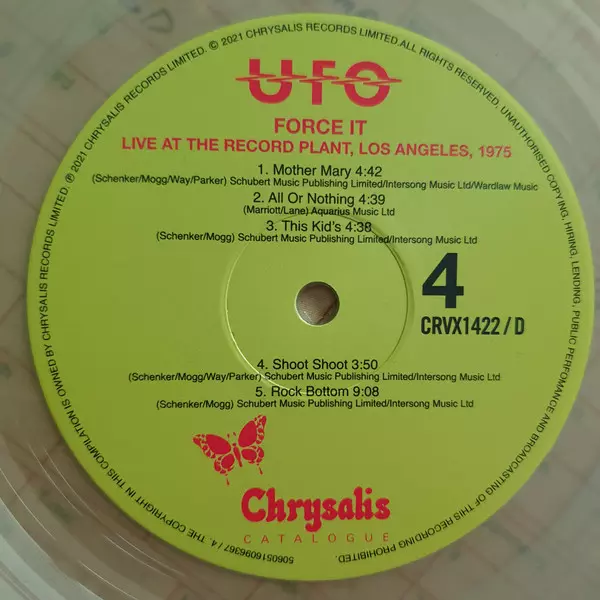 UFO
FORCE IT
LIVE AT THE RECORD PLANT, LOS ANGELES, 1975
1. Mother Mary 4:42
(Schenker/Mogg/Way/Parker) Schubert Music Publishing Limited/Intersong Music Ltd/Wardlaw Music
2. All Or Nothing 4:39
(Marriott/Lane) Aquarius Music Ltd
3. This Kid's 4:38
(Schenker/Mogg) Schubert Music Publishing Limited/Intersong Music Ltd
4
CRVX1422 / D
4. Shoot Shoot 3:50
(Schenker/Mogg/Way/Parker) Schubert Music Publishing Limited/Intersong Music Ltd
5. Rock Bottom 9:08
(Schenker/Mogg) Schubert Music Publishing Limited/Intersong Music Ltd
Chrysalis
CATALOGUE
5060516096367 / 4. THE COPYRIGHT IN THIS COMPILATION IS OWNED BY CHRYSALIS RECORDS LIMITED. ℗ 2021 CHRYSALIS RECORDS LIMITED. © 2021 CHRYSALIS RECORDS LIMITED. ALL RIGHTS RESERVED. UNAUTHORISED COPYING, HIRING, LENDING, PUBLIC PERFOMANCE AND BROADCASTING OF THIS RECORDING PROHIBITED.